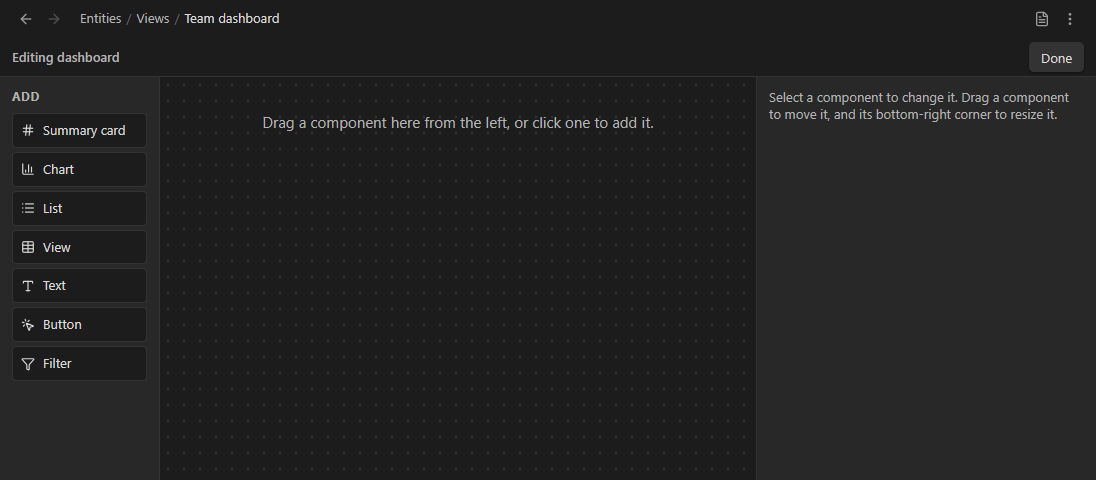 Entities / Views / Team dashboard
Editing dashboard
Done
ADD
Summary card
Chart
List
View
Text
Button
Filter
Drag a component here from the left, or click one to add it.
Select a component to change it. Drag a component
to move it, and its bottom-right corner to resize it.